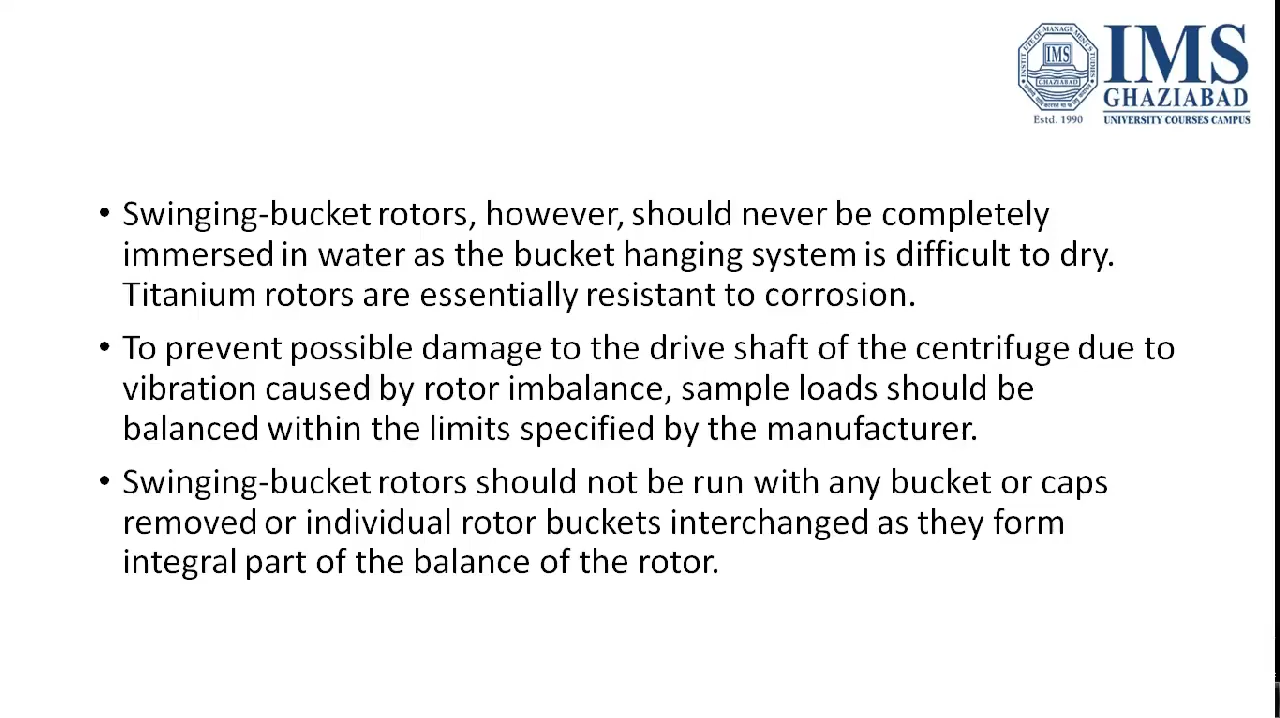 IMS
GHAZIABAD
Estd. 1990
UNIVERSITY COURSES CAMPUS
• Swinging-bucket rotors, however, should never be completely
immersed in water as the bucket hanging system is difficult to dry.
Titanium rotors are essentially resistant to corrosion.
• To prevent possible damage to the drive shaft of the centrifuge due to
vibration caused by rotor imbalance, sample loads should be
balanced within the limits specified by the manufacturer.
• Swinging-bucket rotors should not be run with any bucket or caps
removed or individual rotor buckets interchanged as they form
integral part of the balance of the rotor.